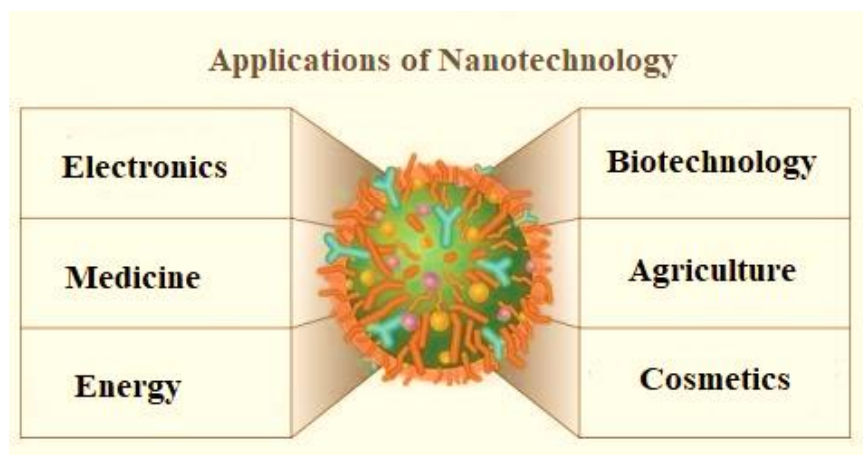 Applications of Nanotechnology
Electronics
Medicine
Energy
Biotechnology
Agriculture
Cosmetics